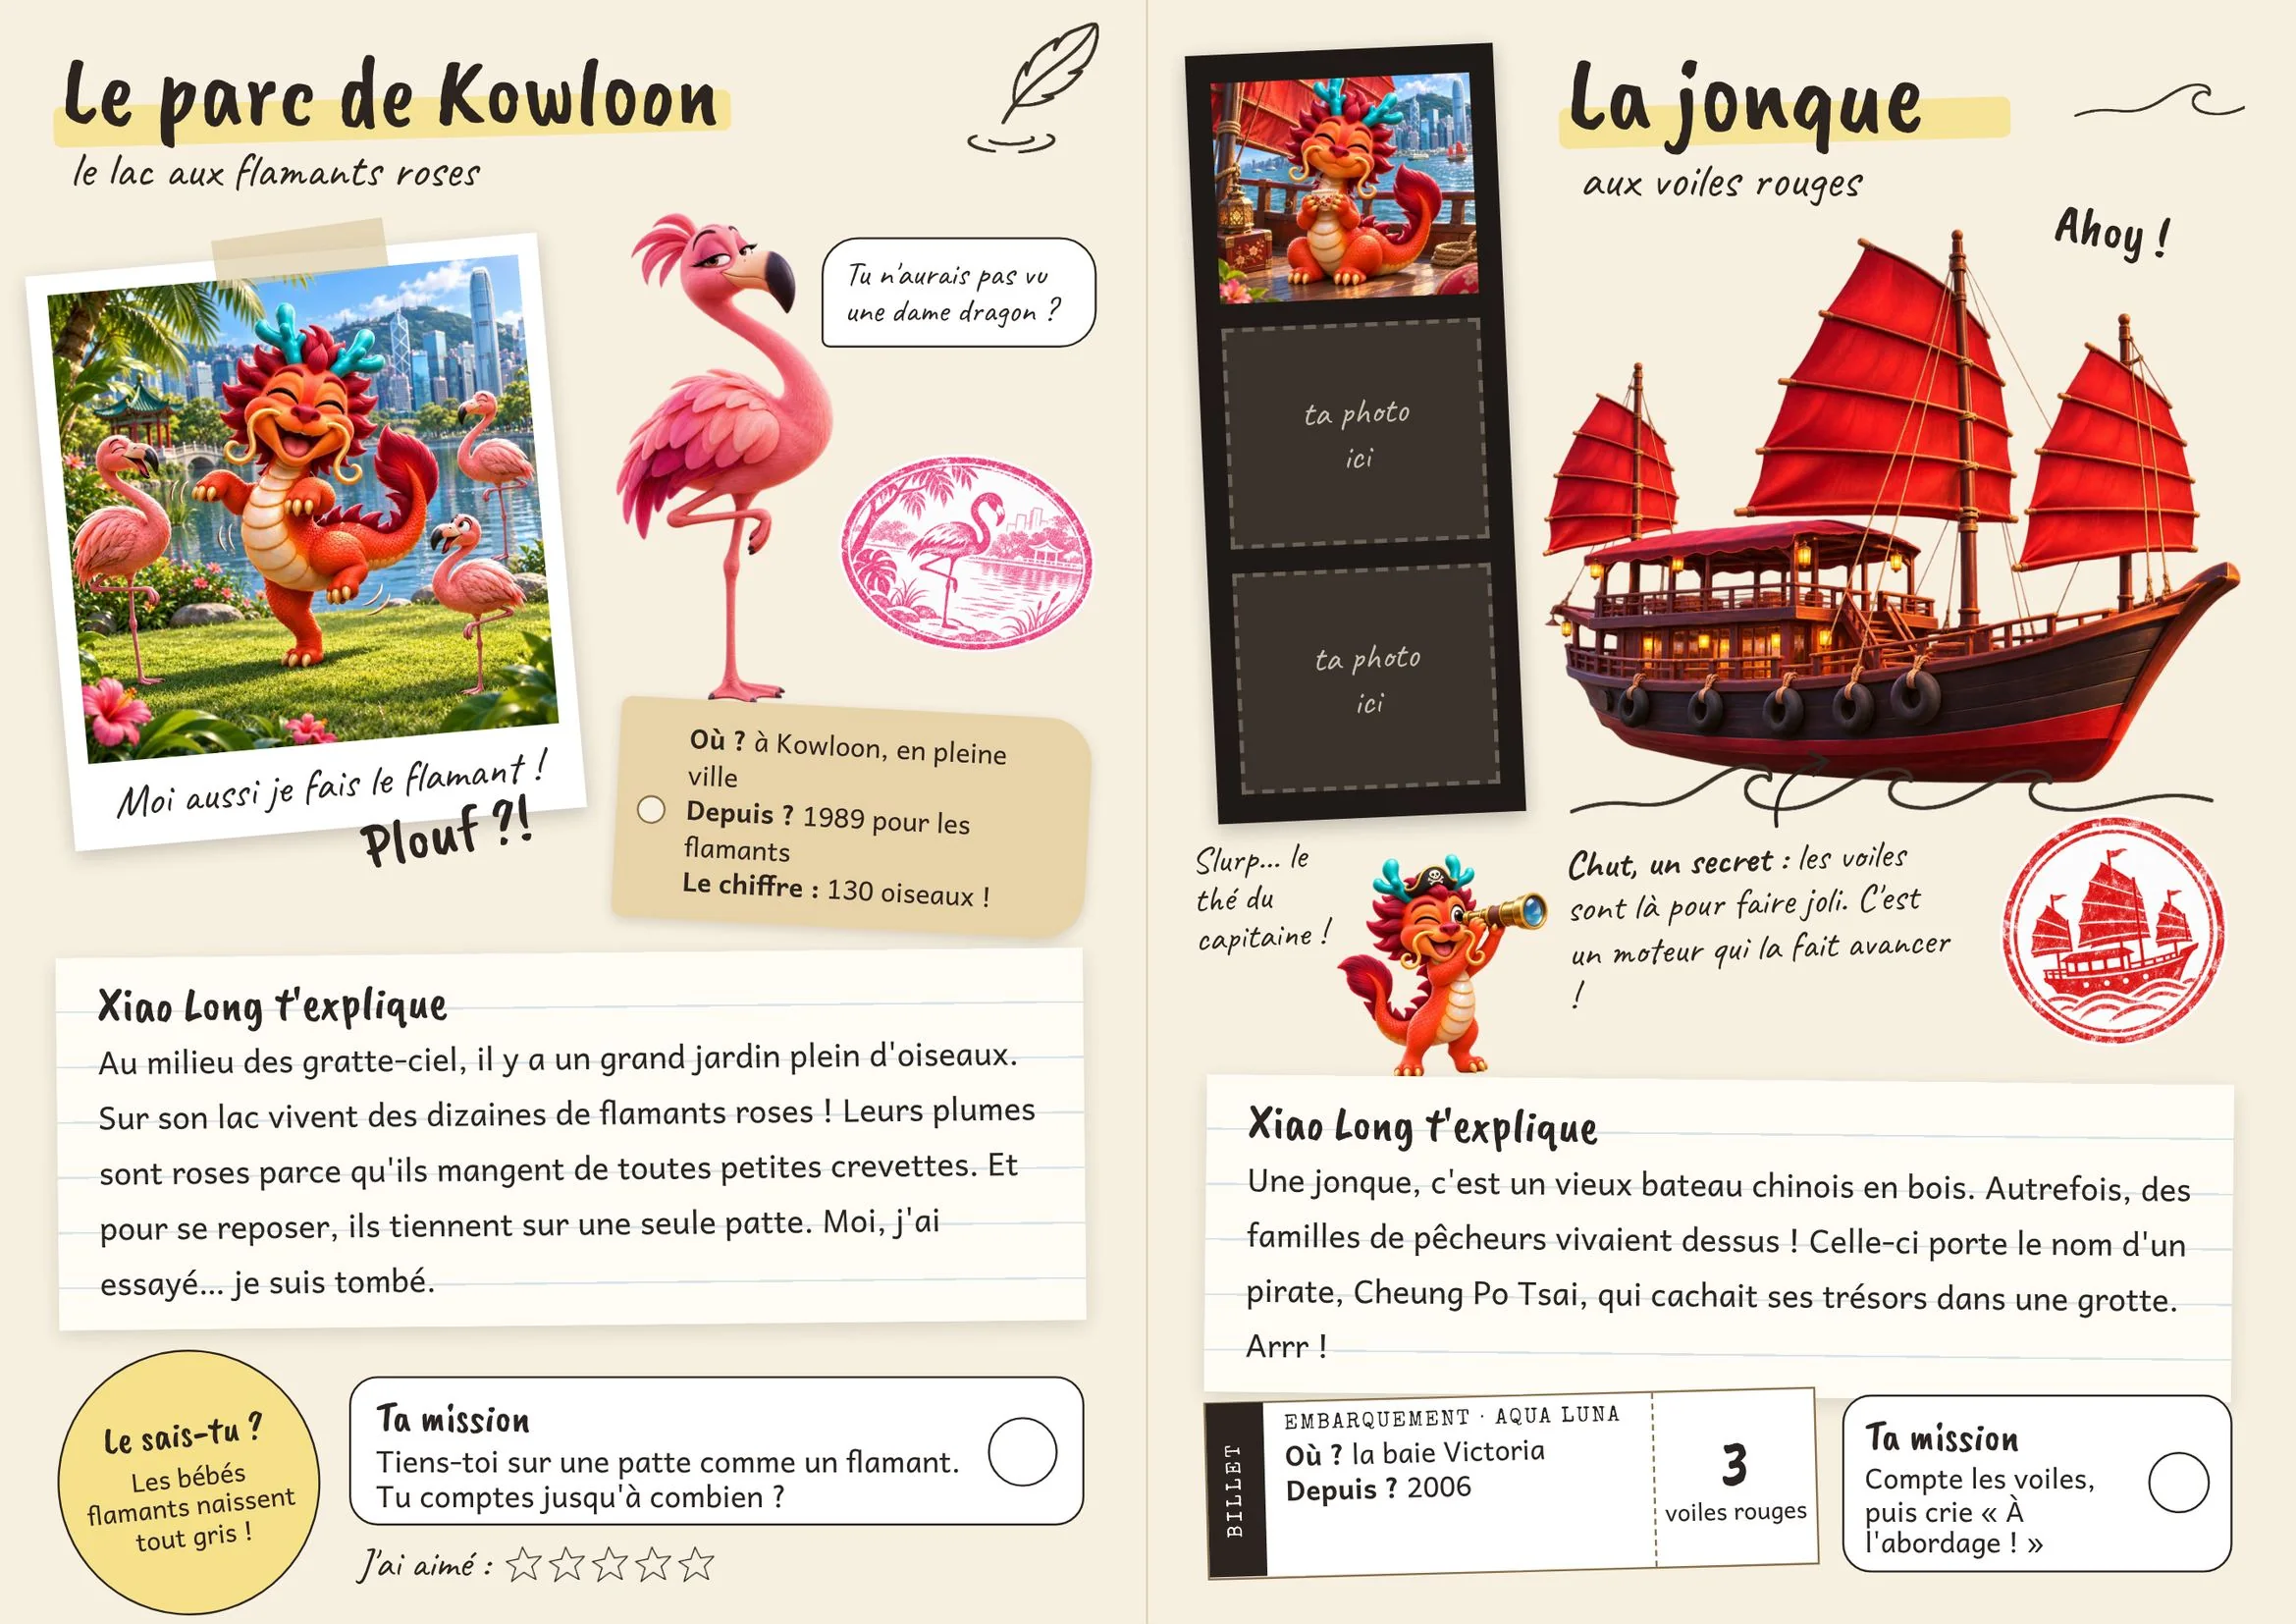 Le parc de Kowloon
le lac aux flamants roses
Tu n'aurais pas vu
une dame dragon ?
Moi aussi je fais le flamant !
Plouf ?!
Où ? à Kowloon, en pleine
ville
Depuis ? 1989 pour les
flamants
Le chiffre : 130 oiseaux !
Xiao Long t'explique
Au milieu des gratte-ciel, il y a un grand jardin plein d'oiseaux.
Sur son lac vivent des dizaines de flamants roses ! Leurs plumes
sont roses parce qu'ils mangent de toutes petites crevettes. Et
pour se reposer, ils tiennent sur une seule patte. Moi, j'ai
essayé... je suis tombé.
Le sais-tu ?
Les bébés
flamants naissent
tout gris !
Ta mission
Tiens-toi sur une patte comme un flamant.
Tu comptes jusqu'à combien ?
J'ai aimé : ☆☆☆☆☆
La jonque
aux voiles rouges
Ahoy !
ta photo
ici
ta photo
ici
Slurp... le
thé du
capitaine !
Chut, un secret : les voiles
sont là pour faire joli. C'est
un moteur qui la fait avancer
!
Xiao Long t'explique
Une jonque, c'est un vieux bateau chinois en bois. Autrefois, des
familles de pêcheurs vivaient dessus ! Celle-ci porte le nom d'un
pirate, Cheung Po Tsai, qui cachait ses trésors dans une grotte.
Arrr !
BILLET
EMBARQUEMENT · AQUA LUNA
Où ? la baie Victoria
Depuis ? 2006
3
voiles rouges
Ta mission
Compte les voiles,
puis crie « À
l'abordage ! »